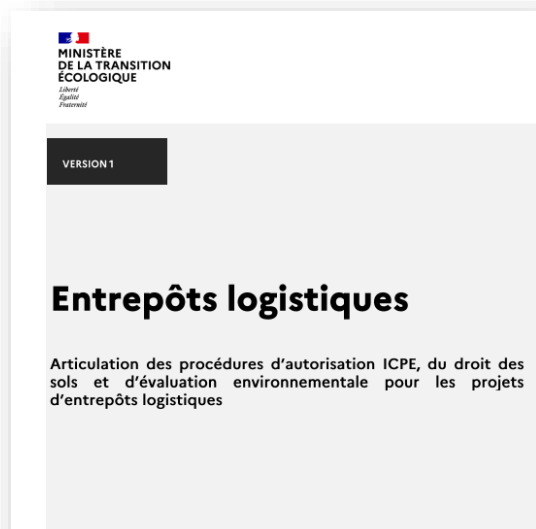 MINISTÈRE
DE LA TRANSITION
ÉCOLOGIQUE
Liberté
Égalité
Fraternité
VERSION 1
Entrepôts logistiques
Articulation des procédures d'autorisation ICPE, du droit des
sols et d'évaluation environnementale pour les projets
d'entrepôts logistiques